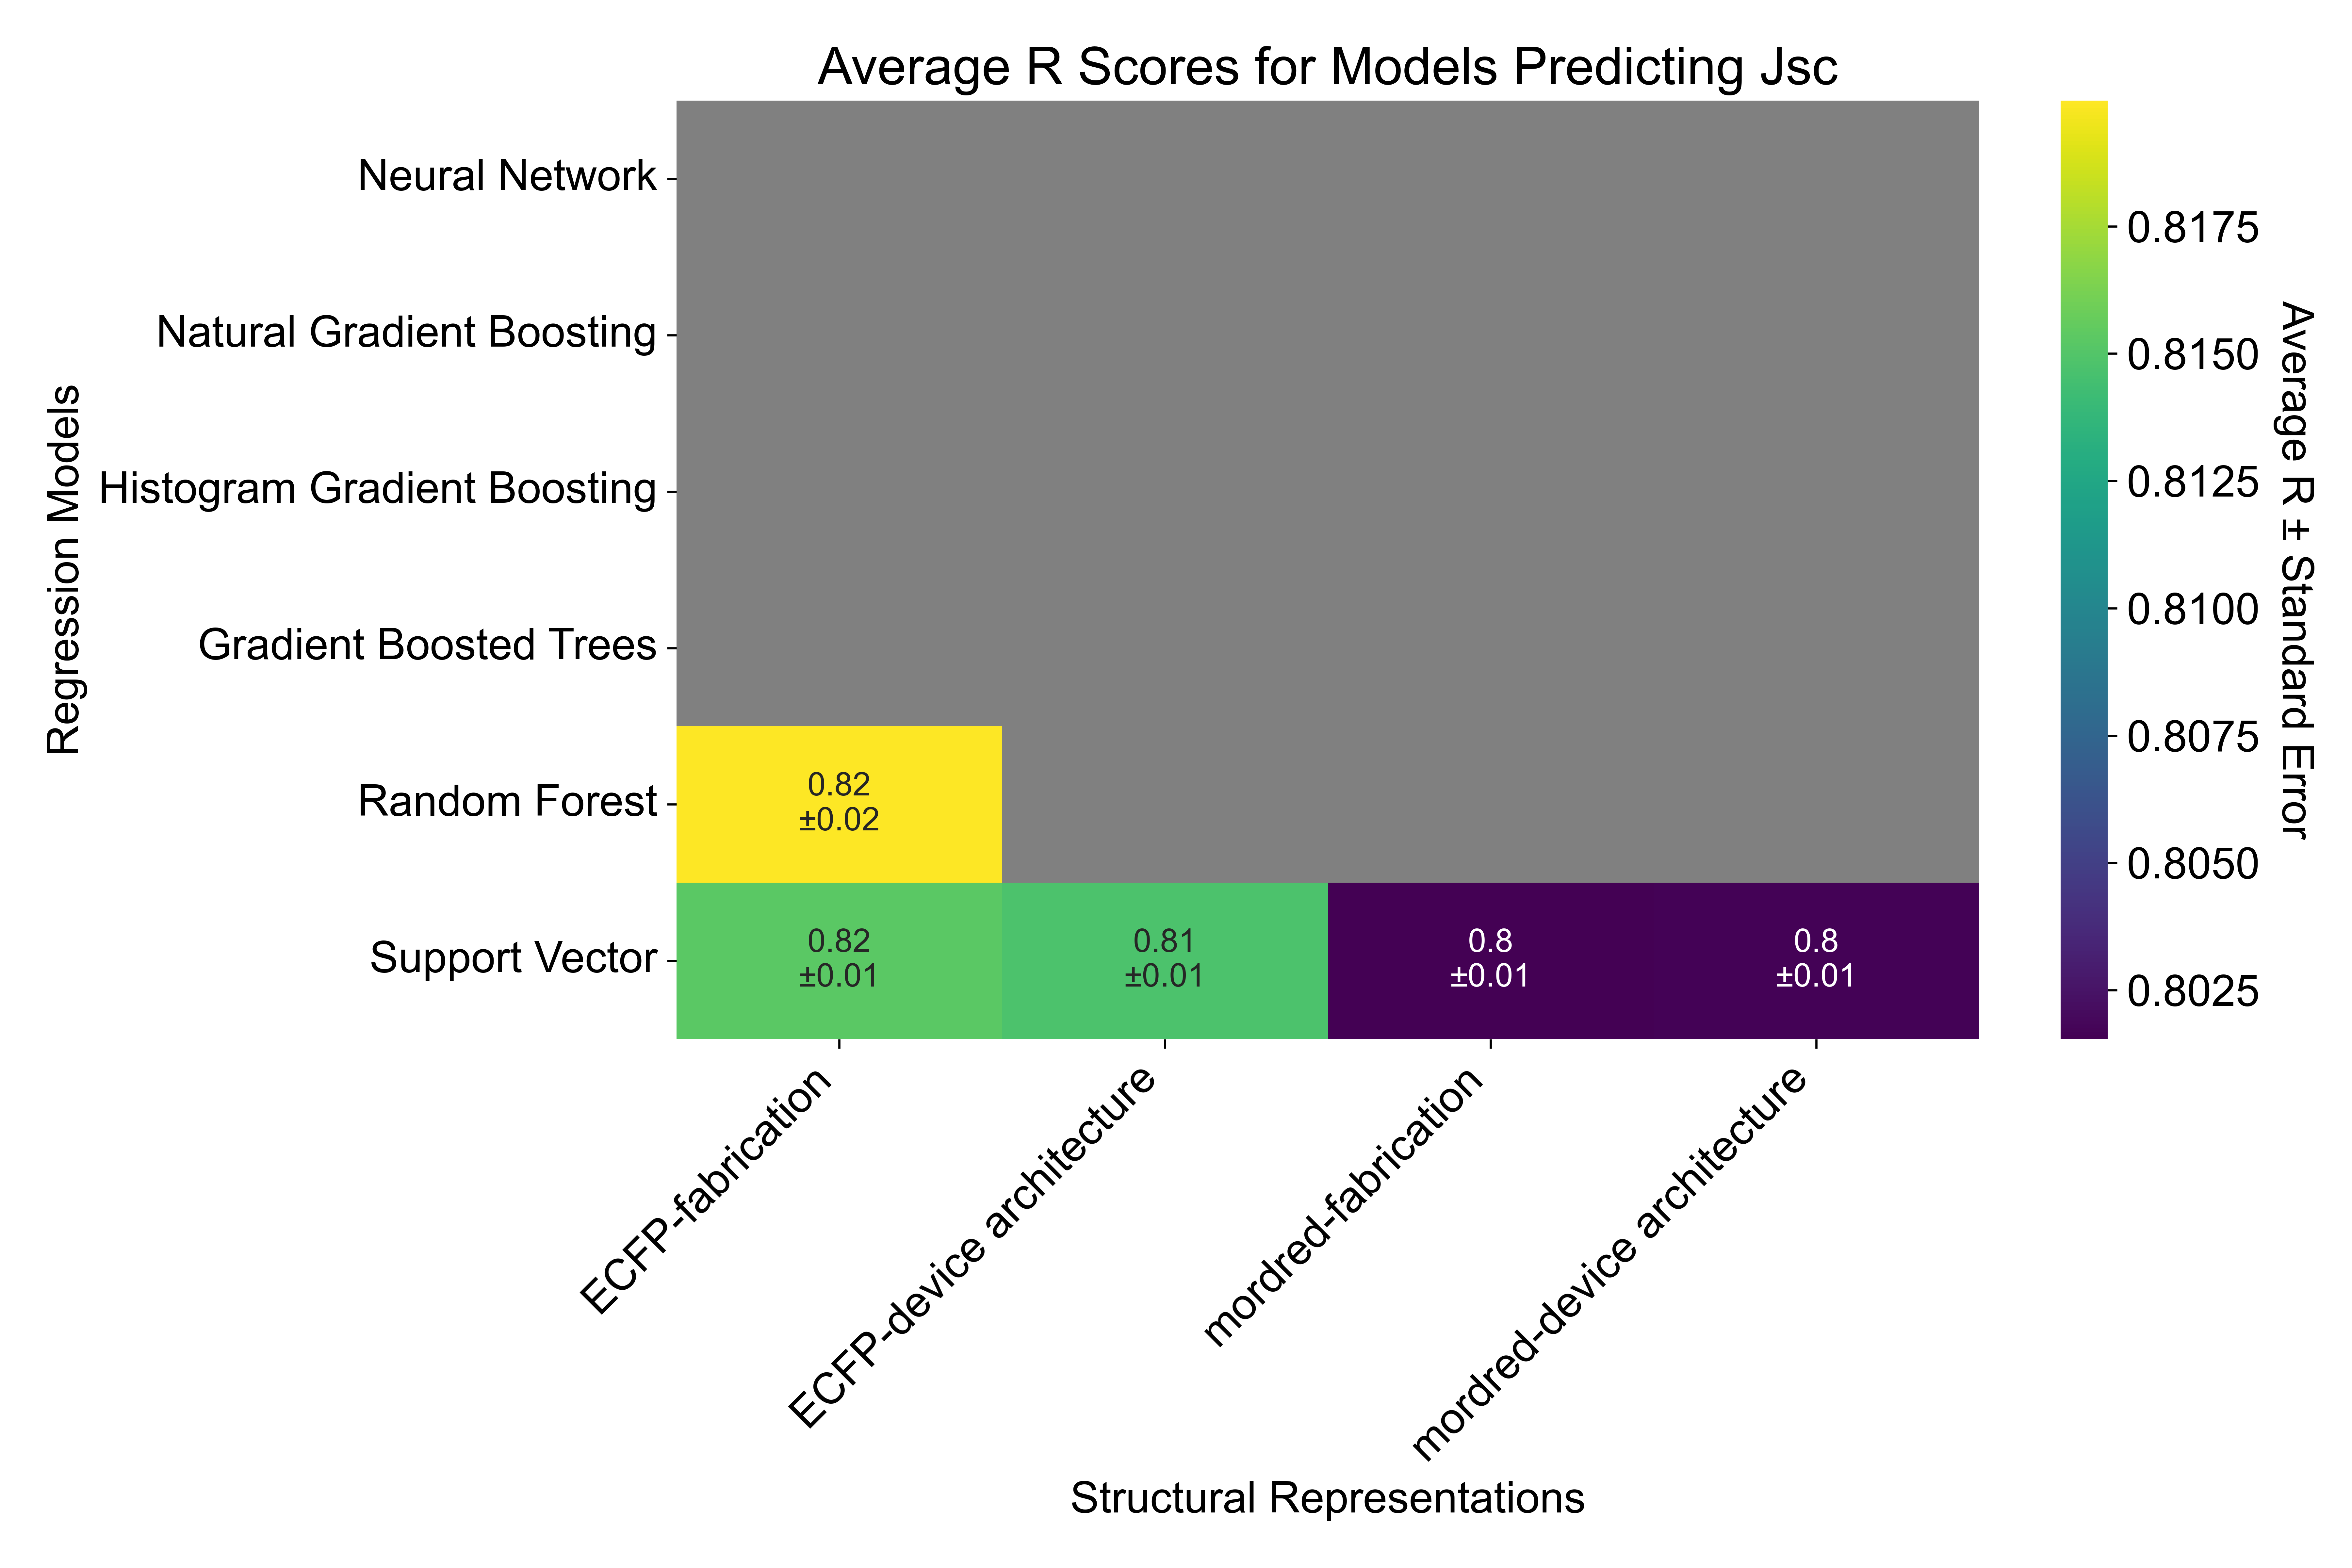 Average R Scores for Models Predicting Jsc
Regression Models
Neural Network
Natural Gradient Boosting
Histogram Gradient Boosting
Gradient Boosted Trees
Random Forest
Support Vector
0.82
±0.02
0.82
±0.01
0.81
±0.01
0.8
±0.01
0.8
±0.01
ECFP-fabrication
ECFP-device architecture
mordred-fabrication
mordred-device architecture
Structural Representations
0.8175
0.8150
0.8125
0.8100
0.8075
0.8050
0.8025
Average R ± Standard Error